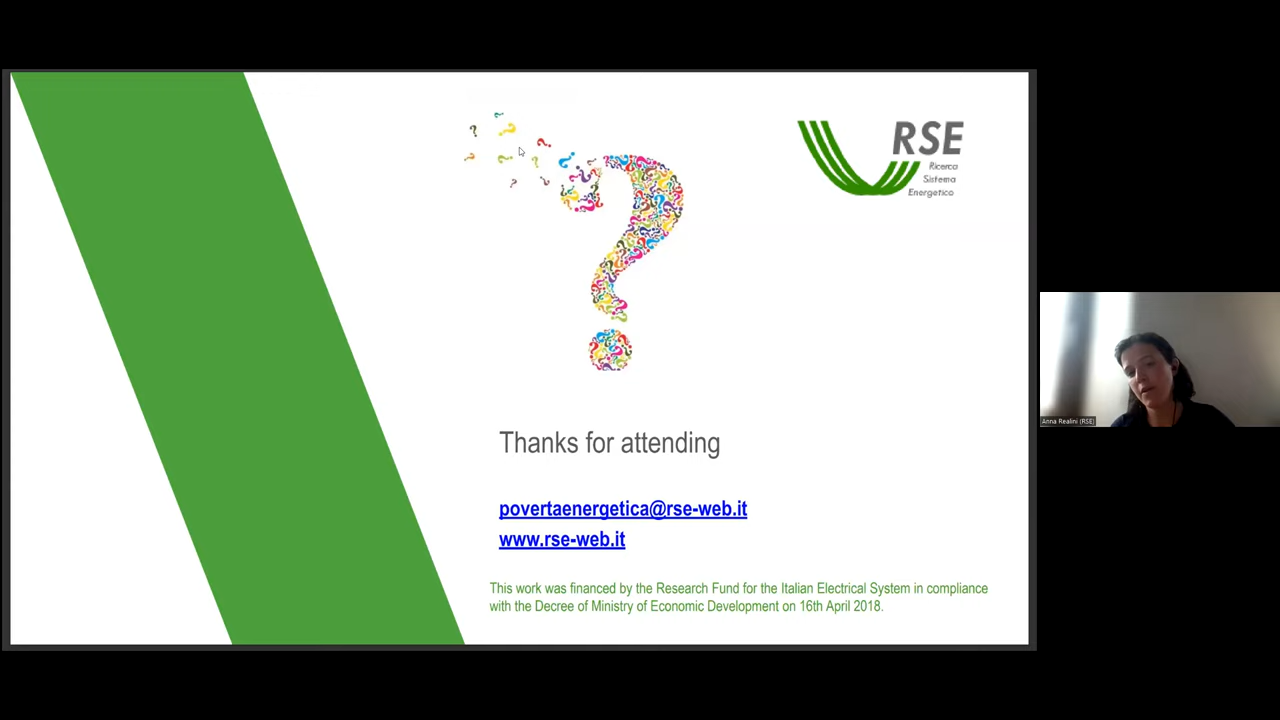 RSE
Ricerca
Sistema
Energetico
Thanks for attending
povertaenergetica@rse-web.it
www.rse-web.it
This work was financed by the Research Fund for the Italian Electrical System in compliance
with the Decree of Ministry of Economic Development on 16th April 2018.
Anna Realini (RSE)